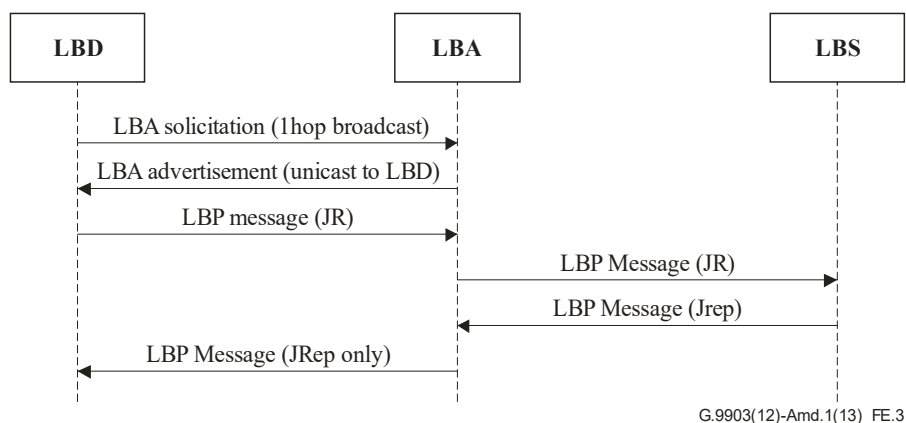 LBD LBA LBS
LBA solicitation (1hop broadcast)
LBA advertisement (unicast to LBD)
LBP message (JR)
LBP Message (JR)
LBP Message (Jrep)
LBP Message (JRep only)
G.9903(12)-Amd.1(13)_FE.3